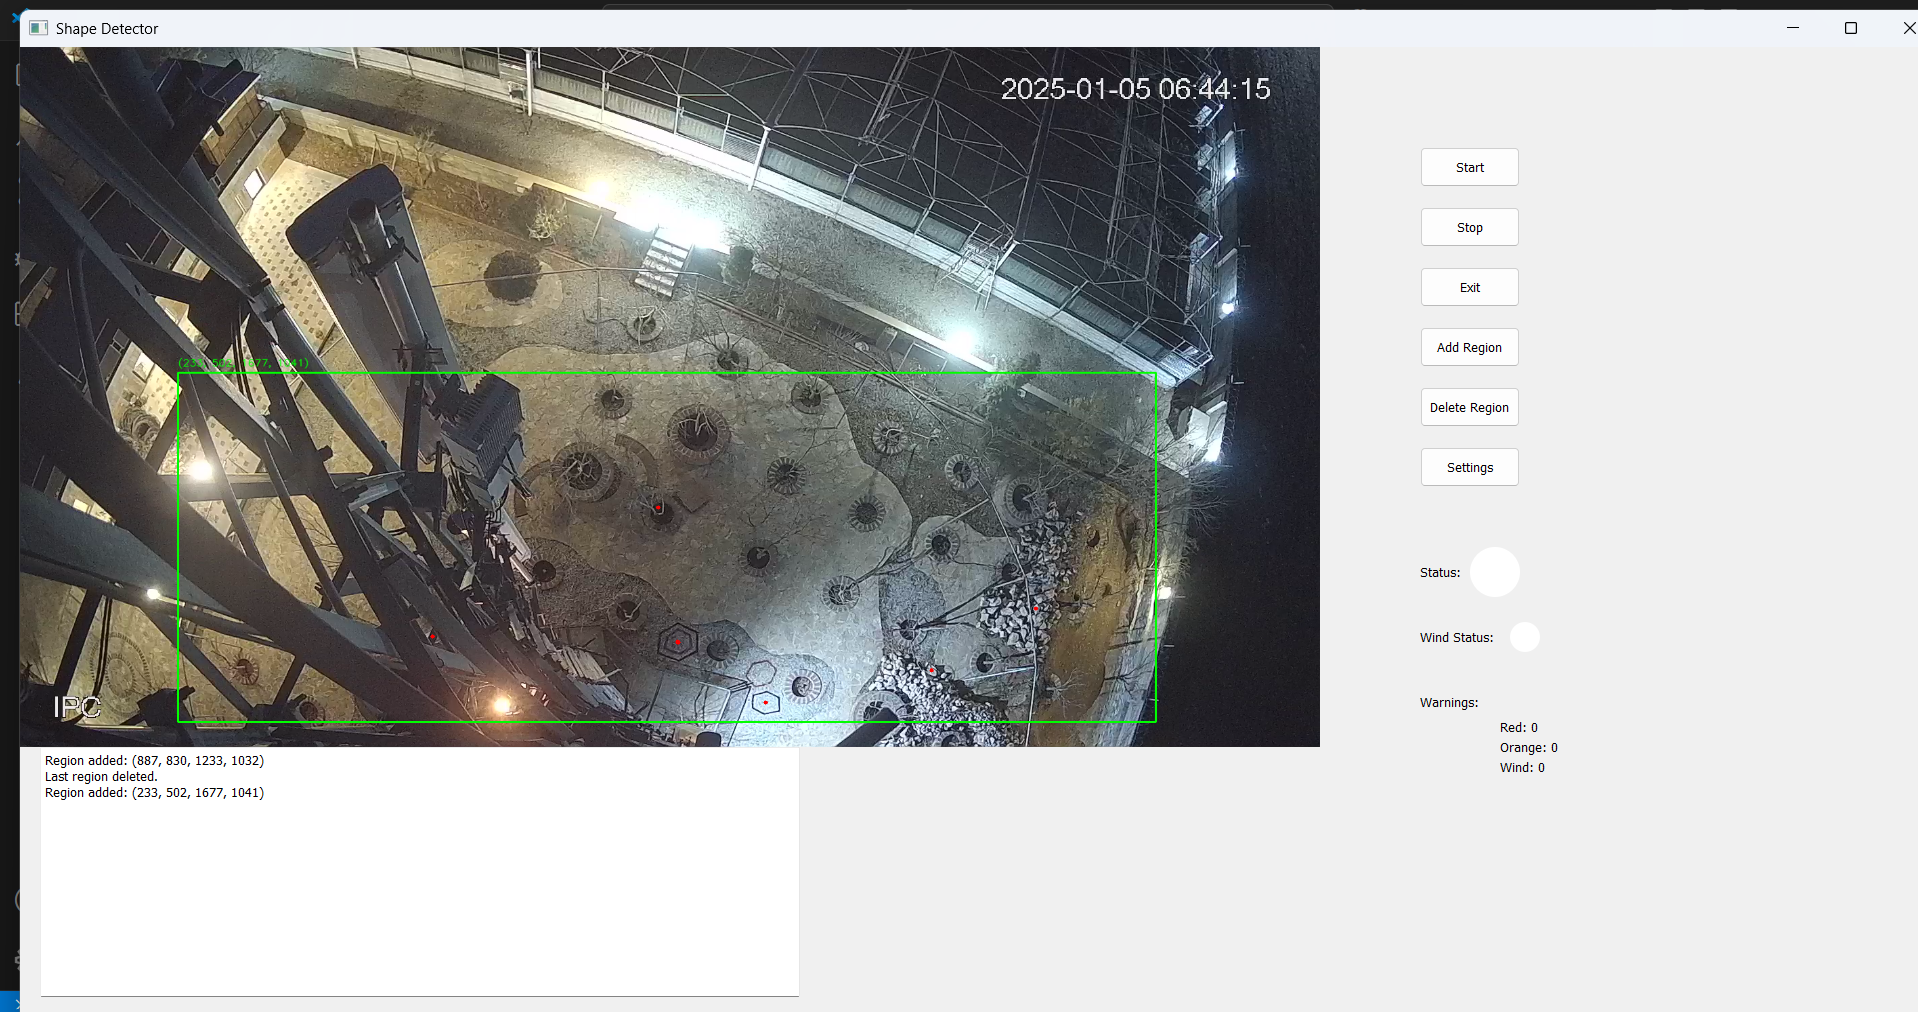 Shape Detector
2025-01-05 06:44:15
Start
Stop
Exit
Add Region
Delete Region
Settings
(233, 502, 1677, 1041)
Status:
Wind Status:
IPC
Warnings:
Red: 0
Orange: 0
Wind: 0
Region added: (887, 830, 1233, 1032)
Last region deleted.
Region added: (233, 502, 1677, 1041)